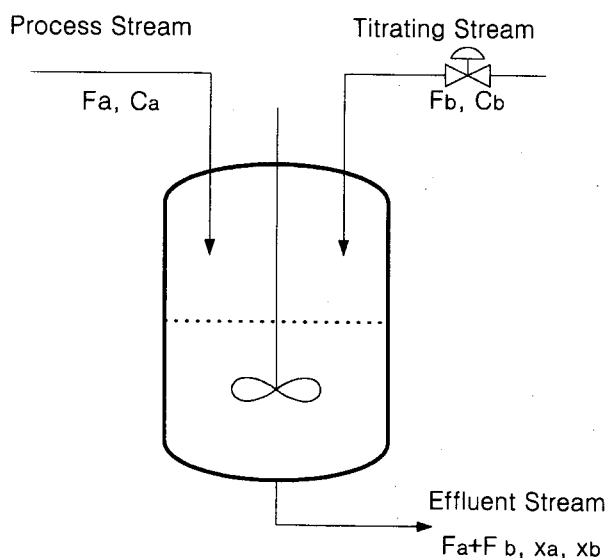 Process Stream
Titrating Stream
Fa, Ca
Fb, Cb
Effluent Stream
Fa+F b, xa, xb